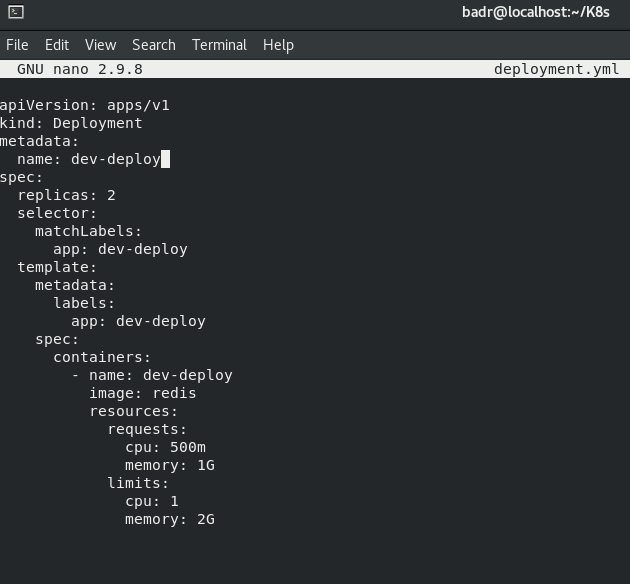 badr@localhost:~/K8s
File Edit View Search Terminal Help
GNU nano 2.9.8 deployment.yml
apiVersion: apps/v1
kind: Deployment
metadata:
  name: dev-deploy
spec:
  replicas: 2
  selector:
    matchLabels:
      app: dev-deploy
  template:
    metadata:
      labels:
        app: dev-deploy
    spec:
      containers:
        - name: dev-deploy
          image: redis
          resources:
            requests:
              cpu: 500m
              memory: 1G
            limits:
              cpu: 1
              memory: 2G